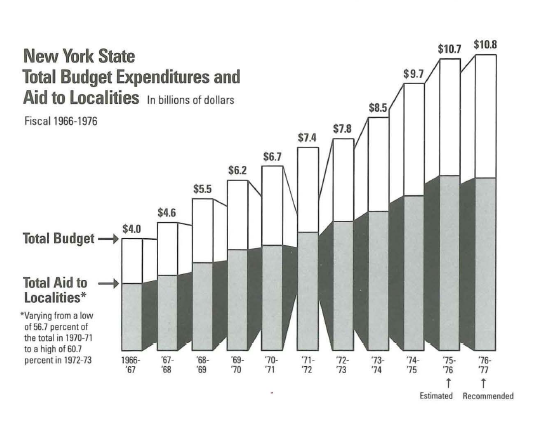 New York State
Total Budget Expenditures and
Aid to Localities In billions of dollars
Fiscal 1966-1976
$4.0
$4.6
$5.5
$6.2
$6.7
$7.4
$7.8
$8.5
$9.7
$10.7
$10.8
Total Budget
Total Aid to
Localities*
*Varying from a low
of 56.7 percent of
the total in 1970-71
to a high of 60.7
percent in 1972-73
1966-
'67
'67-
'68
'68-
'69
'69-
'70
'70-
'71
'71-
'72
'72-
'73
'73-
'74
'74-
'75
'75-
'76
'76-
'77
Estimated
Recommended